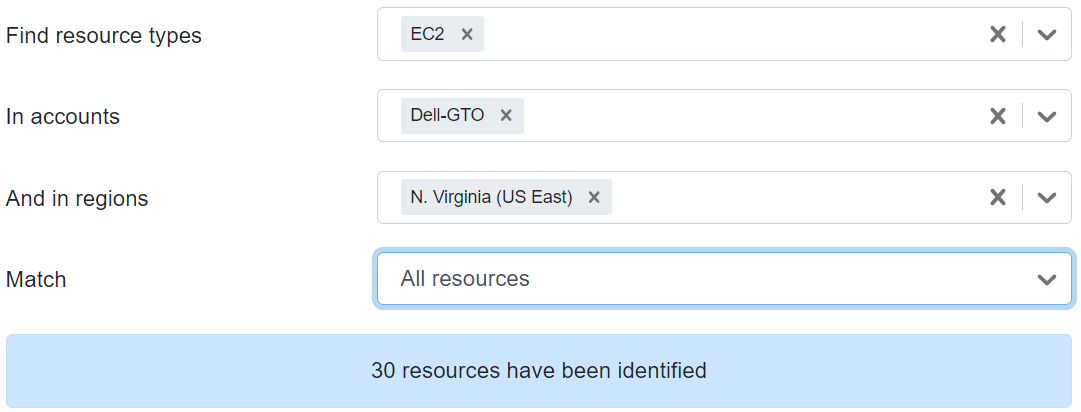 Find resource types
EC2
In accounts
Dell-GTO
And in regions
N. Virginia (US East)
Match
All resources
30 resources have been identified